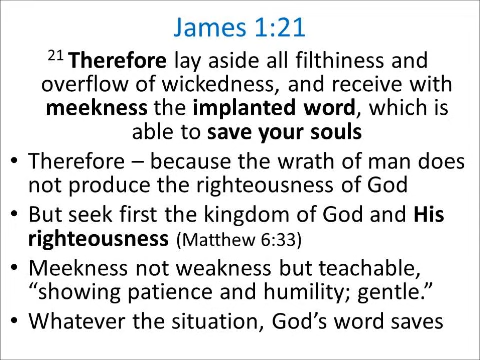 James 1:21
21 Therefore lay aside all filthiness and
overflow of wickedness, and receive with
meekness the implanted word, which is
able to save your souls
• Therefore – because the wrath of man does
not produce the righteousness of God
• But seek first the kingdom of God and His
righteousness (Matthew 6:33)
• Meekness not weakness but teachable,
“showing patience and humility; gentle.”
• Whatever the situation, God’s word saves